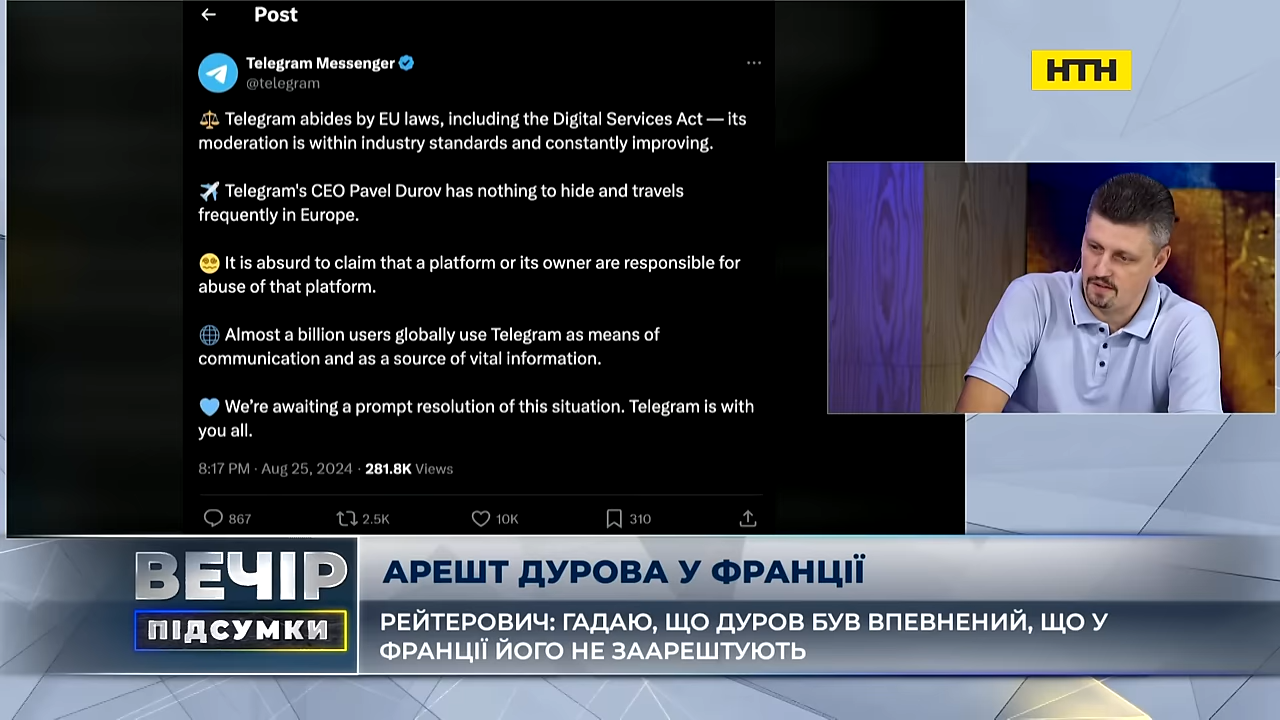 Post
Telegram Messenger
@telegram
⚖️ Telegram abides by EU laws, including the Digital Services Act — its
moderation is within industry standards and constantly improving.
✈️ Telegram's CEO Pavel Durov has nothing to hide and travels
frequently in Europe.
😵‍💫 It is absurd to claim that a platform or its owner are responsible for
abuse of that platform.
🌐 Almost a billion users globally use Telegram as means of
communication and as a source of vital information.
🩵 We're awaiting a prompt resolution of this situation. Telegram is with
you all.
8:17 PM · Aug 25, 2024 · 281.8K Views
867 2.5K 10K 310
НТН
ВЕЧІР
ПІДСУМКИ
АРЕШТ ДУРОВА У ФРАНЦІЇ
РЕЙТЕРОВИЧ: ГАДАЮ, ЩО ДУРОВ БУВ ВПЕВНЕНИЙ, ЩО У
ФРАНЦІЇ ЙОГО НЕ ЗААРЕШТУЮТЬ